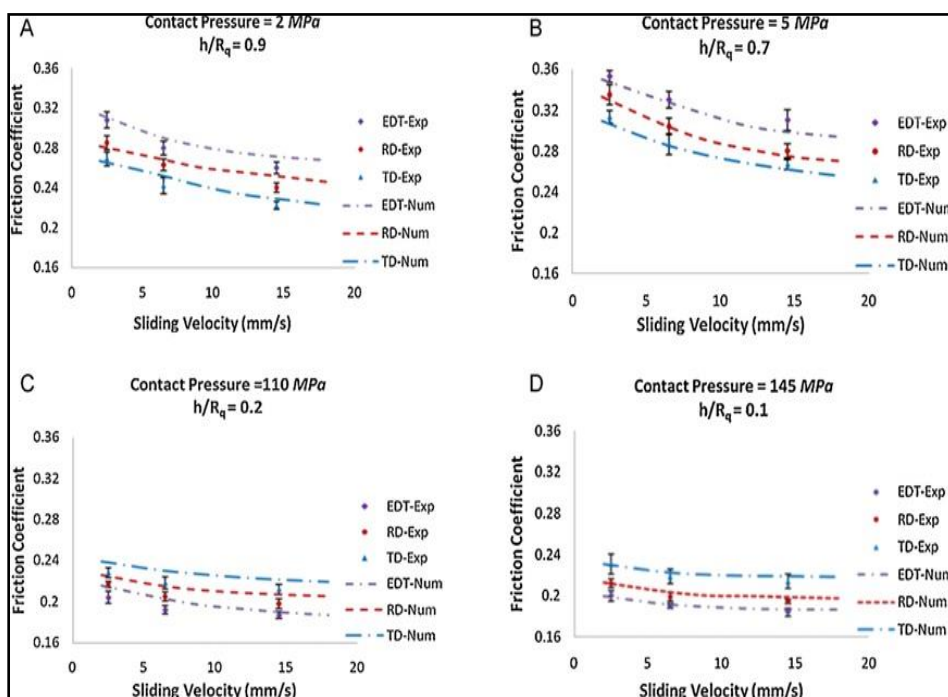 A
Contact Pressure = 2 MPa
h/Rq = 0.9
Friction Coefficient
0.36
0.32
0.28
0.24
0.2
0.16
0
5
10
15
20
Sliding Velocity (mm/s)
EDT-Exp
RD-Exp
TD-Exp
EDT-Num
RD-Num
TD-Num
B
Contact Pressure = 5 MPa
h/Rq = 0.7
Friction Coefficient
0.36
0.32
0.28
0.24
0.2
0.16
0
5
10
15
20
Sliding Velocity (mm/s)
EDT-Exp
RD-Exp
TD-Exp
EDT-Num
RD-Num
TD-Num
C
Contact Pressure =110 MPa
h/Rq = 0.2
Friction Coefficient
0.36
0.32
0.28
0.24
0.2
0.16
0
5
10
15
20
Sliding Velocity (mm/s)
EDT-Exp
RD-Exp
TD-Exp
EDT-Num
RD-Num
TD-Num
D
Contact Pressure = 145 MPa
h/Rq = 0.1
Friction Coefficient
0.36
0.32
0.28
0.24
0.2
0.16
0
5
10
15
20
Sliding Velocity (mm/s)
EDT-Exp
RD-Exp
TD-Exp
EDT-Num
RD-Num
TD-Num